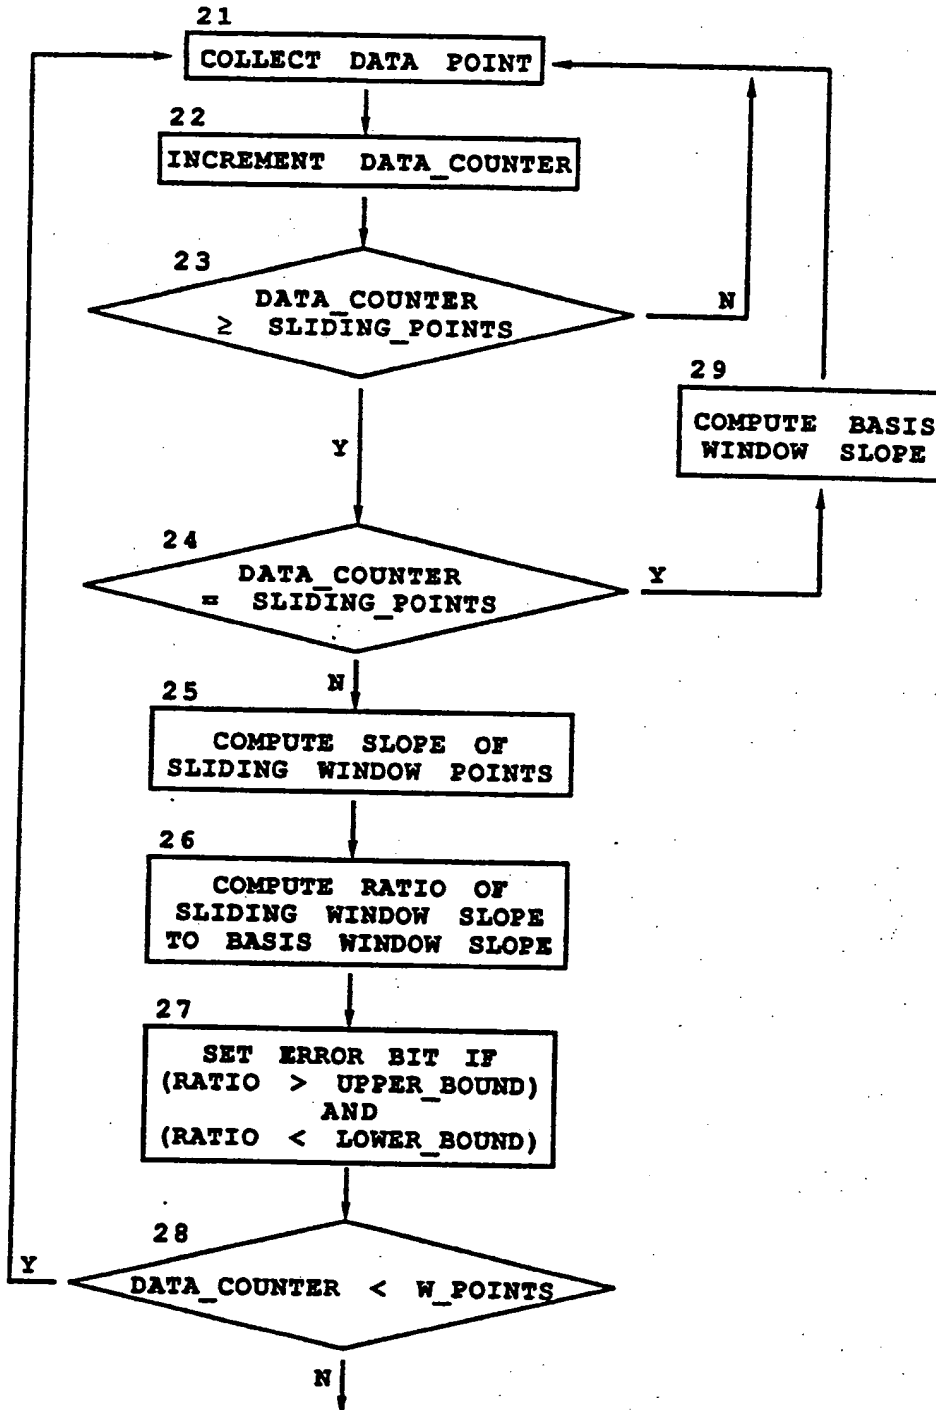 21
COLLECT DATA POINT
22
INCREMENT DATA_COUNTER
23
DATA_COUNTER
≥ SLIDING_POINTS
N
29
COMPUTE BASIS
WINDOW SLOPE
Y
24
DATA_COUNTER
= SLIDING_POINTS
Y
N
25
COMPUTE SLOPE OF
SLIDING WINDOW POINTS
26
COMPUTE RATIO OF
SLIDING WINDOW SLOPE
TO BASIS WINDOW SLOPE
27
SET ERROR BIT IF
(RATIO > UPPER_BOUND)
AND
(RATIO < LOWER_BOUND)
28
Y
DATA_COUNTER < W_POINTS
N